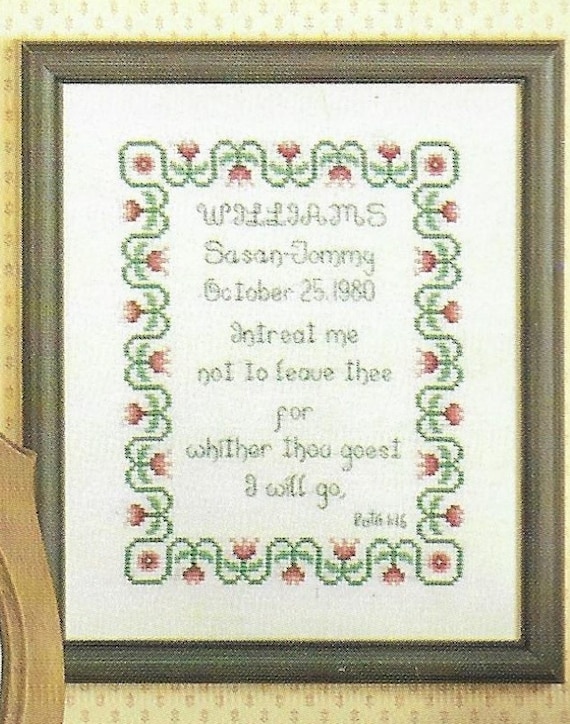 WILLIAMS
Susan-Tommy
October 25, 1980
Intreat me
not to leave thee
for
whither thou goest
I will go,
Ruth 1:16